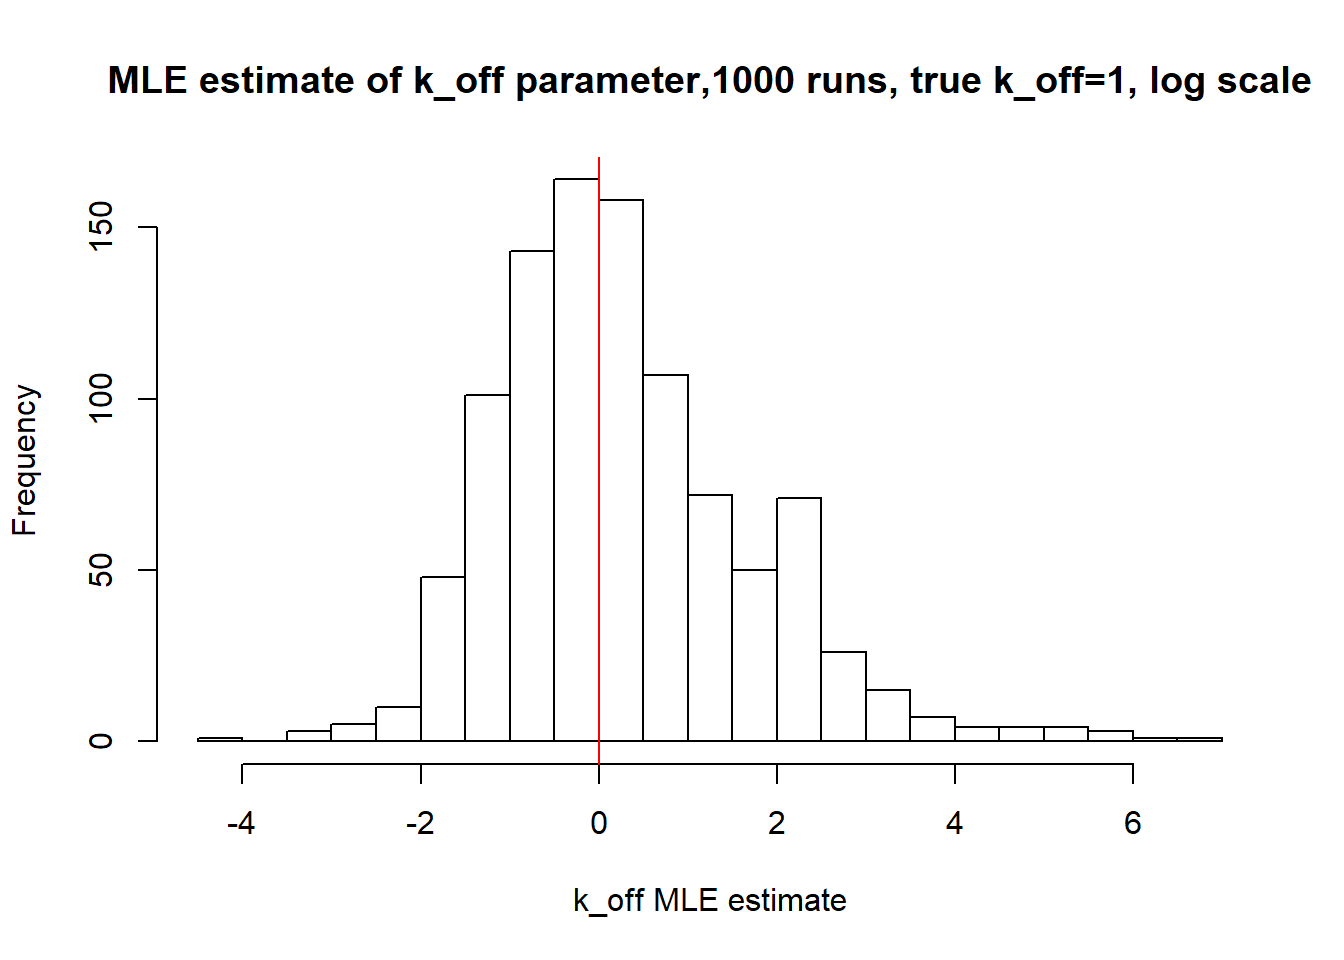 MLE estimate of k_off parameter,1000 runs, true k_off=1, log scale
150
100
50
0
Frequency
-4 -2 0 2 4 6
k_off MLE estimate